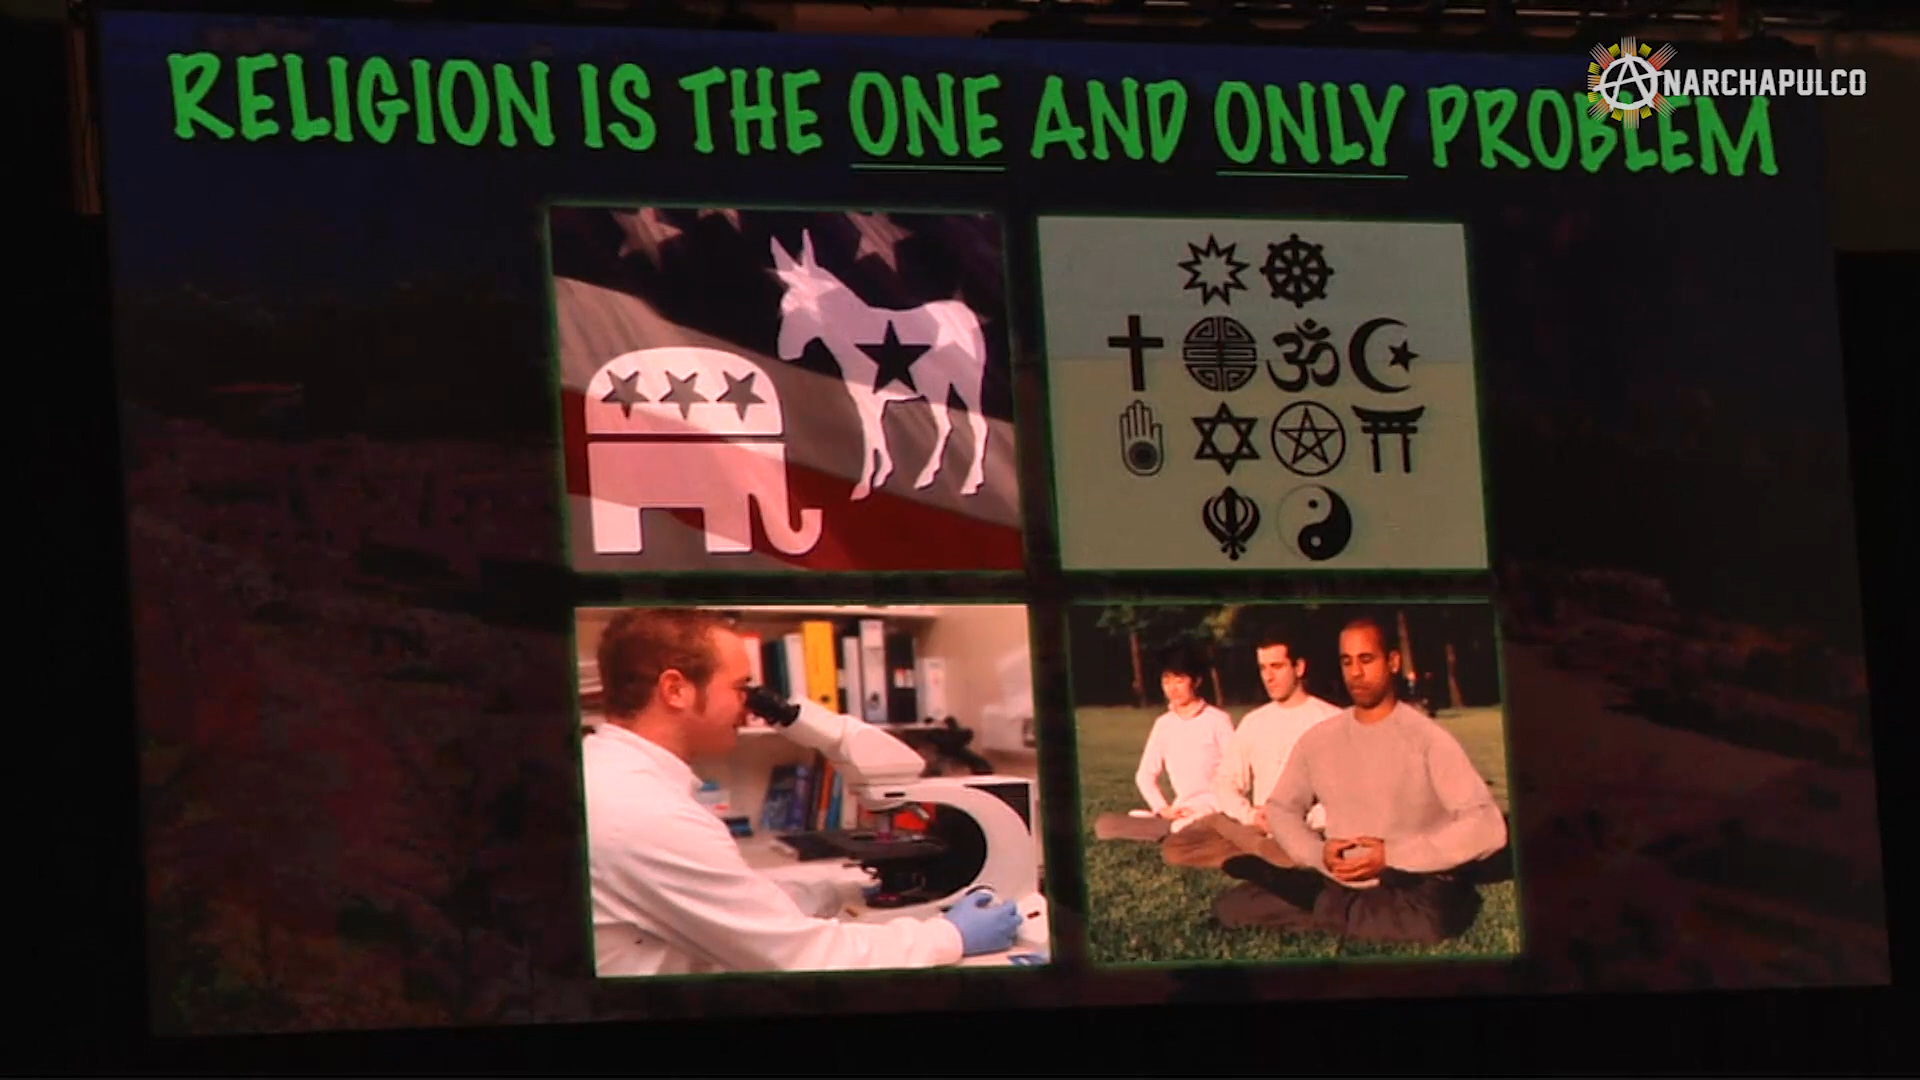 RELIGION IS THE ONE AND ONLY PROBLEM
ANARCHAPULCO